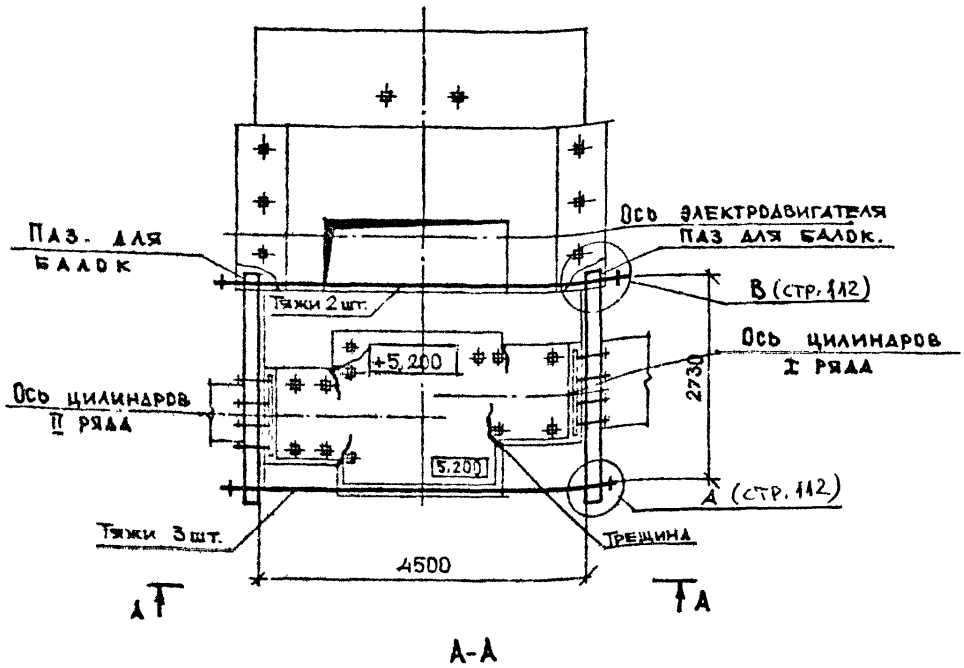 Ось электродвигателя
Паз. для
балок
Паз для балок.
Тяжи 2 шт.
В (стр. 112)
+5,200
Ось цилиндров
I ряда
2730
Ось цилиндров
II ряда
5,200
А (стр. 112)
Тяжи 3 шт.
Трещина
4500
А
А
А-А